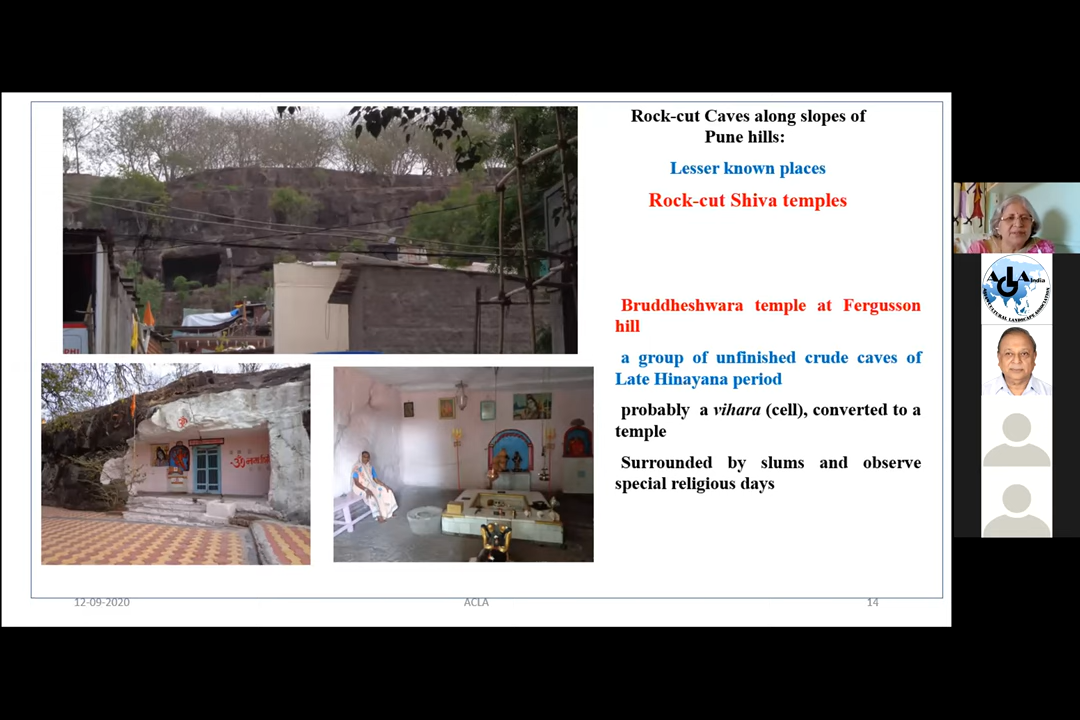 Rock-cut Caves along slopes of
Pune hills:
Lesser known places
Rock-cut Shiva temples
Bruddheshwara temple at Fergusson
hill
a group of unfinished crude caves of
Late Hinayana period
probably a vihara (cell), converted to a
temple
Surrounded by slums and observe
special religious days
12-09-2020
ACLA
14
ACLA
India